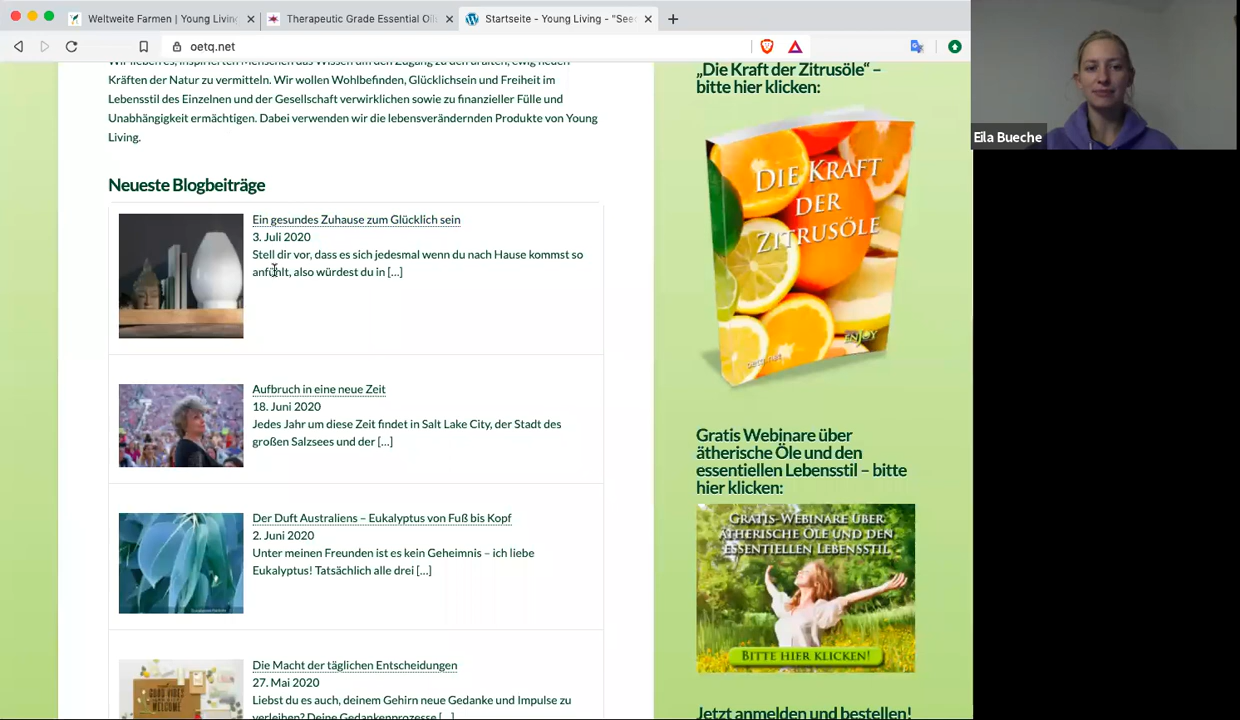 Weltweite Farmen | Young Living
Therapeutic Grade Essential Oil
Startseite - Young Living - "See
oetq.net
Wir lieben es, inspirierten Menschen das Wissen um den Zugang zu den uralten, ewig neuen
Kräften der Natur zu vermitteln. Wir wollen Wohlbefinden, Glücklichsein und Freiheit im
Lebensstil des Einzelnen und der Gesellschaft verwirklichen sowie zu finanzieller Fülle und
Unabhängigkeit ermächtigen. Dabei verwenden wir die lebensverändernden Produkte von Young
Living.
Neueste Blogbeiträge
Ein gesundes Zuhause zum Glücklich sein
3. Juli 2020
Stell dir vor, dass es sich jedesmal wenn du nach Hause kommst so
anfühlt, also würdest du in [...]
Aufbruch in eine neue Zeit
18. Juni 2020
Jedes Jahr um diese Zeit findet in Salt Lake City, der Stadt des
großen Salzsees und der [...]
Der Duft Australiens – Eukalyptus von Fuß bis Kopf
2. Juni 2020
Unter meinen Freunden ist es kein Geheimnis – ich liebe
Eukalyptus! Tatsächlich alle drei [...]
GOOD VIBES
WELCOME
Die Macht der täglichen Entscheidungen
27. Mai 2020
Liebst du es auch, deinem Gehirn neue Gedanke und Impulse zu
verleihen? Deine Gedankenprozesse [...]
„Die Kraft der Zitrusöle“ –
bitte hier klicken:
DIE KRAFT
DER
ZITRUSÖLE
ENJOY
Gratis Webinare über
ätherische Öle und den
essentiellen Lebensstil – bitte
hier klicken:
GRATIS-WEBINARE ÜBER
ÄTHERISCHE ÖLE UND DEN
ESSENTIELLEN LEBENSSTIL
BITTE HIER KLICKEN!
Jetzt anmelden und bestellen!
Eila Bueche